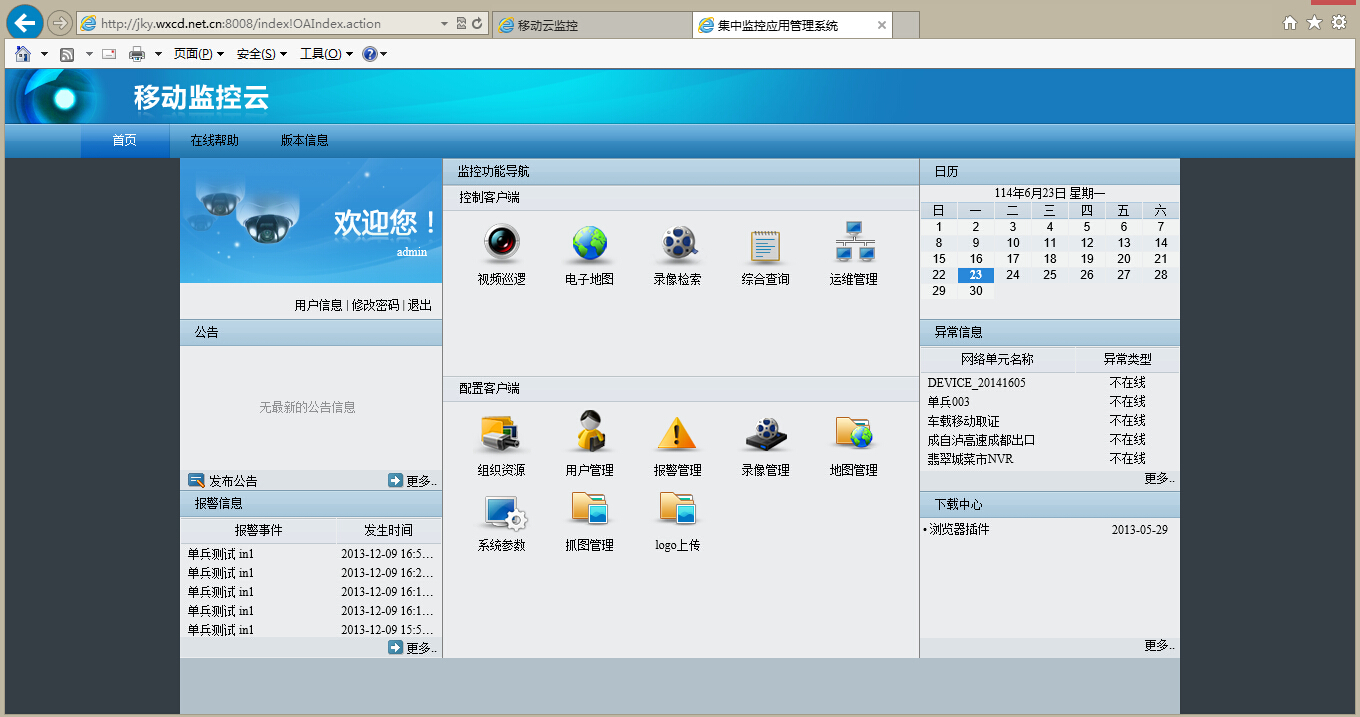 http://jky.wxcd.net.cn:8008/index!OAIndex.action
移动云监控
集中监控应用管理系统
页面(P)
安全(S)
工具(O)
移动监控云
首页
在线帮助
版本信息
欢迎您！
admin
用户信息 | 修改密码 | 退出
公告
无最新的公告信息
发布公告
更多..
报警信息
报警事件 发生时间
单兵测试 in1 2013-12-09 16:5…
单兵测试 in1 2013-12-09 16:2…
单兵测试 in1 2013-12-09 16:1…
单兵测试 in1 2013-12-09 16:1…
单兵测试 in1 2013-12-09 15:5…
更多..
监控功能导航
控制客户端
视频巡逻 电子地图 录像检索 综合查询 运维管理
配置客户端
组织资源 用户管理 报警管理 录像管理 地图管理
系统参数 抓图管理 logo上传
日历
114年6月23日 星期一
日 一 二 三 四 五 六
1 2 3 4 5 6 7
8 9 10 11 12 13 14
15 16 17 18 19 20 21
22 23 24 25 26 27 28
29 30
异常信息
网络单元名称 异常类型
DEVICE_20141605 不在线
单兵003 不在线
车载移动取证 不在线
成自泸高速成都出口 不在线
翡翠城菜市NVR 不在线
更多..
下载中心
•浏览器插件 2013-05-29
更多..